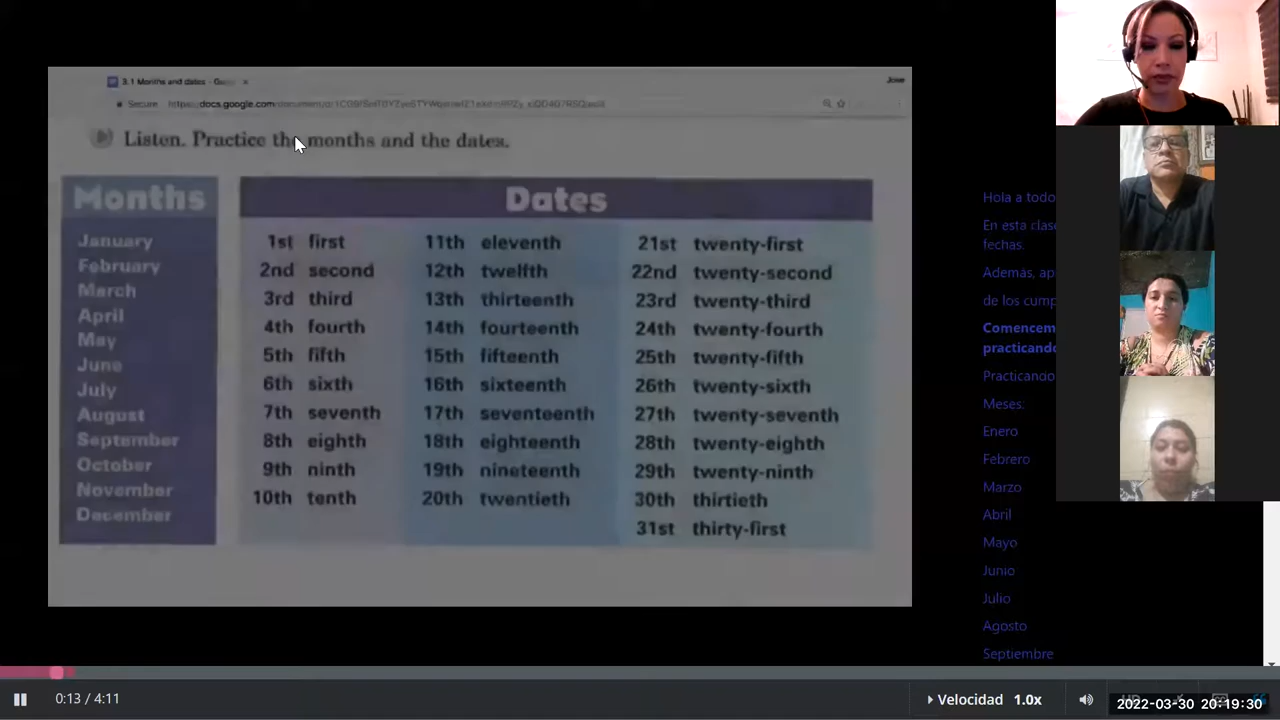 3.1 Months and dates - Goo
Jose
Secure
Listen. Practice the months and the dates.
Months
January
February
March
April
May
June
July
August
September
October
November
December
Dates
1st first
2nd second
3rd third
4th fourth
5th fifth
6th sixth
7th seventh
8th eighth
9th ninth
10th tenth
11th eleventh
12th twelfth
13th thirteenth
14th fourteenth
15th fifteenth
16th sixteenth
17th seventeenth
18th eighteenth
19th nineteenth
20th twentieth
21st twenty-first
22nd twenty-second
23rd twenty-third
24th twenty-fourth
25th twenty-fifth
26th twenty-sixth
27th twenty-seventh
28th twenty-eighth
29th twenty-ninth
30th thirtieth
31st thirty-first
Hola a todo
En esta clas
fechas.
Además, ap
de los cump
Comencem
practicando
Practicando
Meses:
Enero
Febrero
Marzo
Abril
Mayo
Junio
Julio
Agosto
Septiembre
0:13 / 4:11
Velocidad 1.0x
2022-03-30 20:19:30